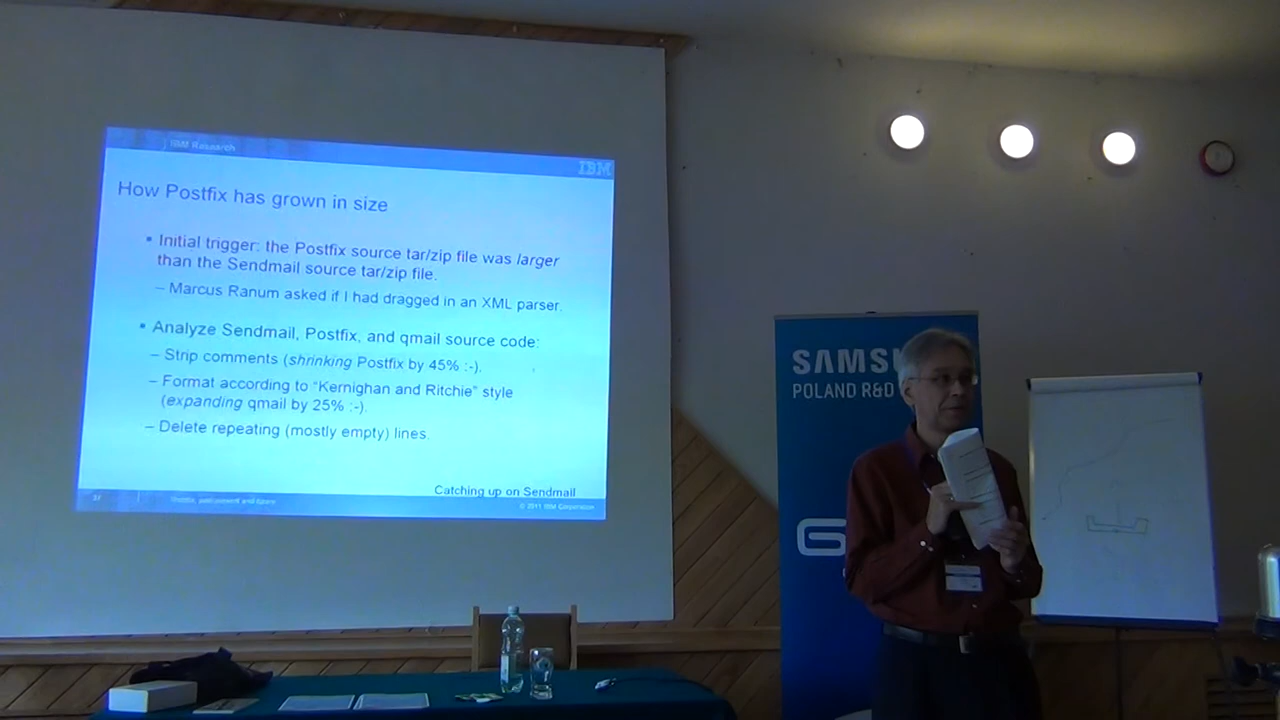 IBM Research
IBM
How Postfix has grown in size
• Initial trigger: the Postfix source tar/zip file was larger
than the Sendmail source tar/zip file.
– Marcus Ranum asked if I had dragged in an XML parser.
• Analyze Sendmail, Postfix, and qmail source code:
– Strip comments (shrinking Postfix by 45% :-).
– Format according to “Kernighan and Ritchie” style
(expanding qmail by 25% :-).
– Delete repeating (mostly empty) lines.
Catching up on Sendmail
© 2011 IBM Corporation
SAMSU
POLAND R&D